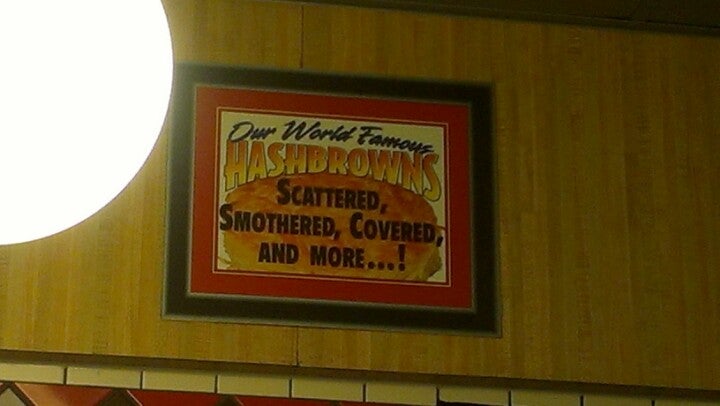 Our World Famous
HASHBROWNS
SCATTERED,
SMOTHERED, COVERED,
AND MORE...!